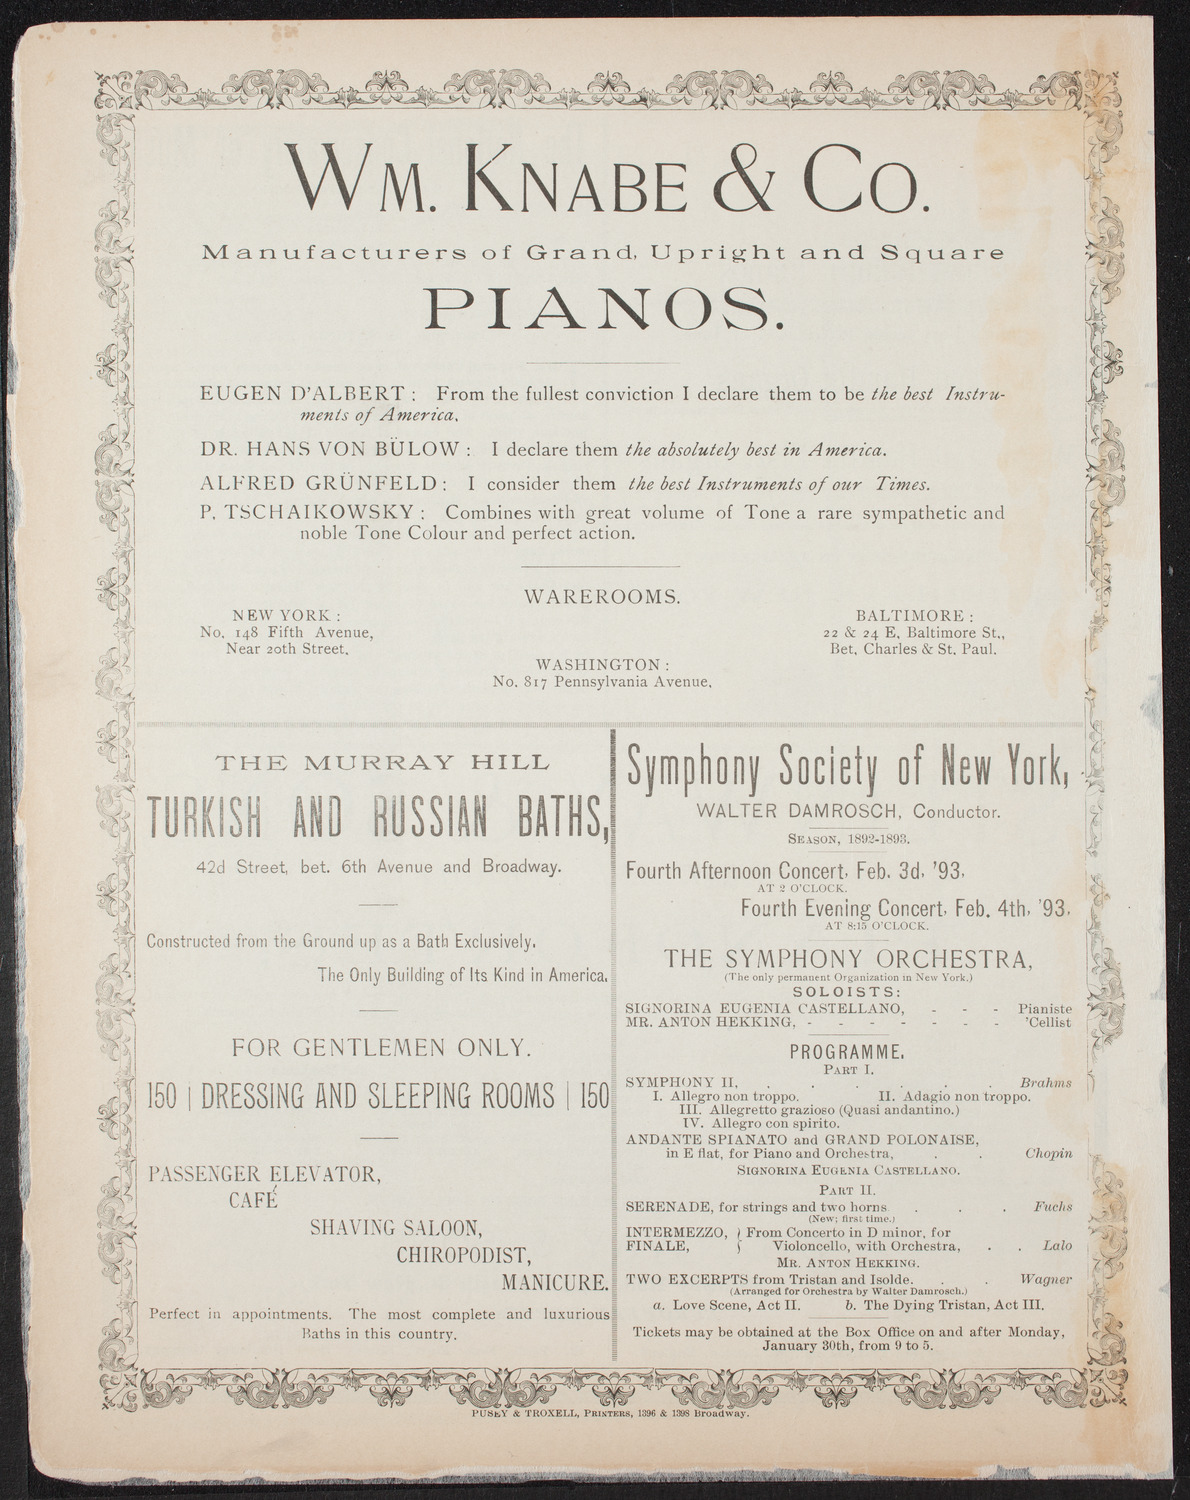 WM. KNABE & CO.
Manufacturers of Grand, Upright and Square
PIANOS.
EUGEN D'ALBERT: From the fullest conviction I declare them to be the best Instru-
ments of America.
DR. HANS VON BÜLOW: I declare them the absolutely best in America.
ALFRED GRÜNFELD: I consider them the best Instruments of our Times.
P. TSCHAIKOWSKY: Combines with great volume of Tone a rare sympathetic and
noble Tone Colour and perfect action.
WAREROOMS.
NEW YORK:
No. 148 Fifth Avenue,
Near 20th Street.
BALTIMORE:
22 & 24 E. Baltimore St.,
Bet. Charles & St. Paul.
WASHINGTON:
No. 817 Pennsylvania Avenue.
THE MURRAY HILL
TURKISH AND RUSSIAN BATHS,
42d Street, bet. 6th Avenue and Broadway.
Constructed from the Ground up as a Bath Exclusively.
The Only Building of Its Kind in America.
FOR GENTLEMEN ONLY.
150 | DRESSING AND SLEEPING ROOMS | 150
PASSENGER ELEVATOR,
CAFÉ
SHAVING SALOON,
CHIROPODIST,
MANICURE.
Perfect in appointments. The most complete and luxurious
Baths in this country.
Symphony Society of New York,
WALTER DAMROSCH, Conductor.
SEASON, 1892-1893.
Fourth Afternoon Concert, Feb. 3d, '93,
AT 2 O'CLOCK.
Fourth Evening Concert, Feb. 4th, '93.
AT 8:15 O'CLOCK.
THE SYMPHONY ORCHESTRA,
(The only permanent Organization in New York.)
SOLOISTS:
SIGNORINA EUGENIA CASTELLANO, - - - Pianiste
MR. ANTON HEKKING, - - - - - - - 'Cellist
PROGRAMME.
PART I.
SYMPHONY II, . . . . . . Brahms
I. Allegro non troppo. II. Adagio non troppo.
III. Allegretto grazioso (Quasi andantino.)
IV. Allegro con spirito.
ANDANTE SPIANATO and GRAND POLONAISE,
in E flat, for Piano and Orchestra, . . Chopin
SIGNORINA EUGENIA CASTELLANO.
PART II.
SERENADE, for strings and two horns . . . Fuchs
(New; first time.)
INTERMEZZO, } From Concerto in D minor, for
FINALE, } Violoncello, with Orchestra, . . Lalo
MR. ANTON HEKKING.
TWO EXCERPTS from Tristan and Isolde. . . Wagner
(Arranged for Orchestra by Walter Damrosch.)
a. Love Scene, Act II. b. The Dying Tristan, Act III.
Tickets may be obtained at the Box Office on and after Monday,
January 30th, from 9 to 5.
PUSEY & TROXELL, PRINTERS, 1396 & 1398 Broadway.